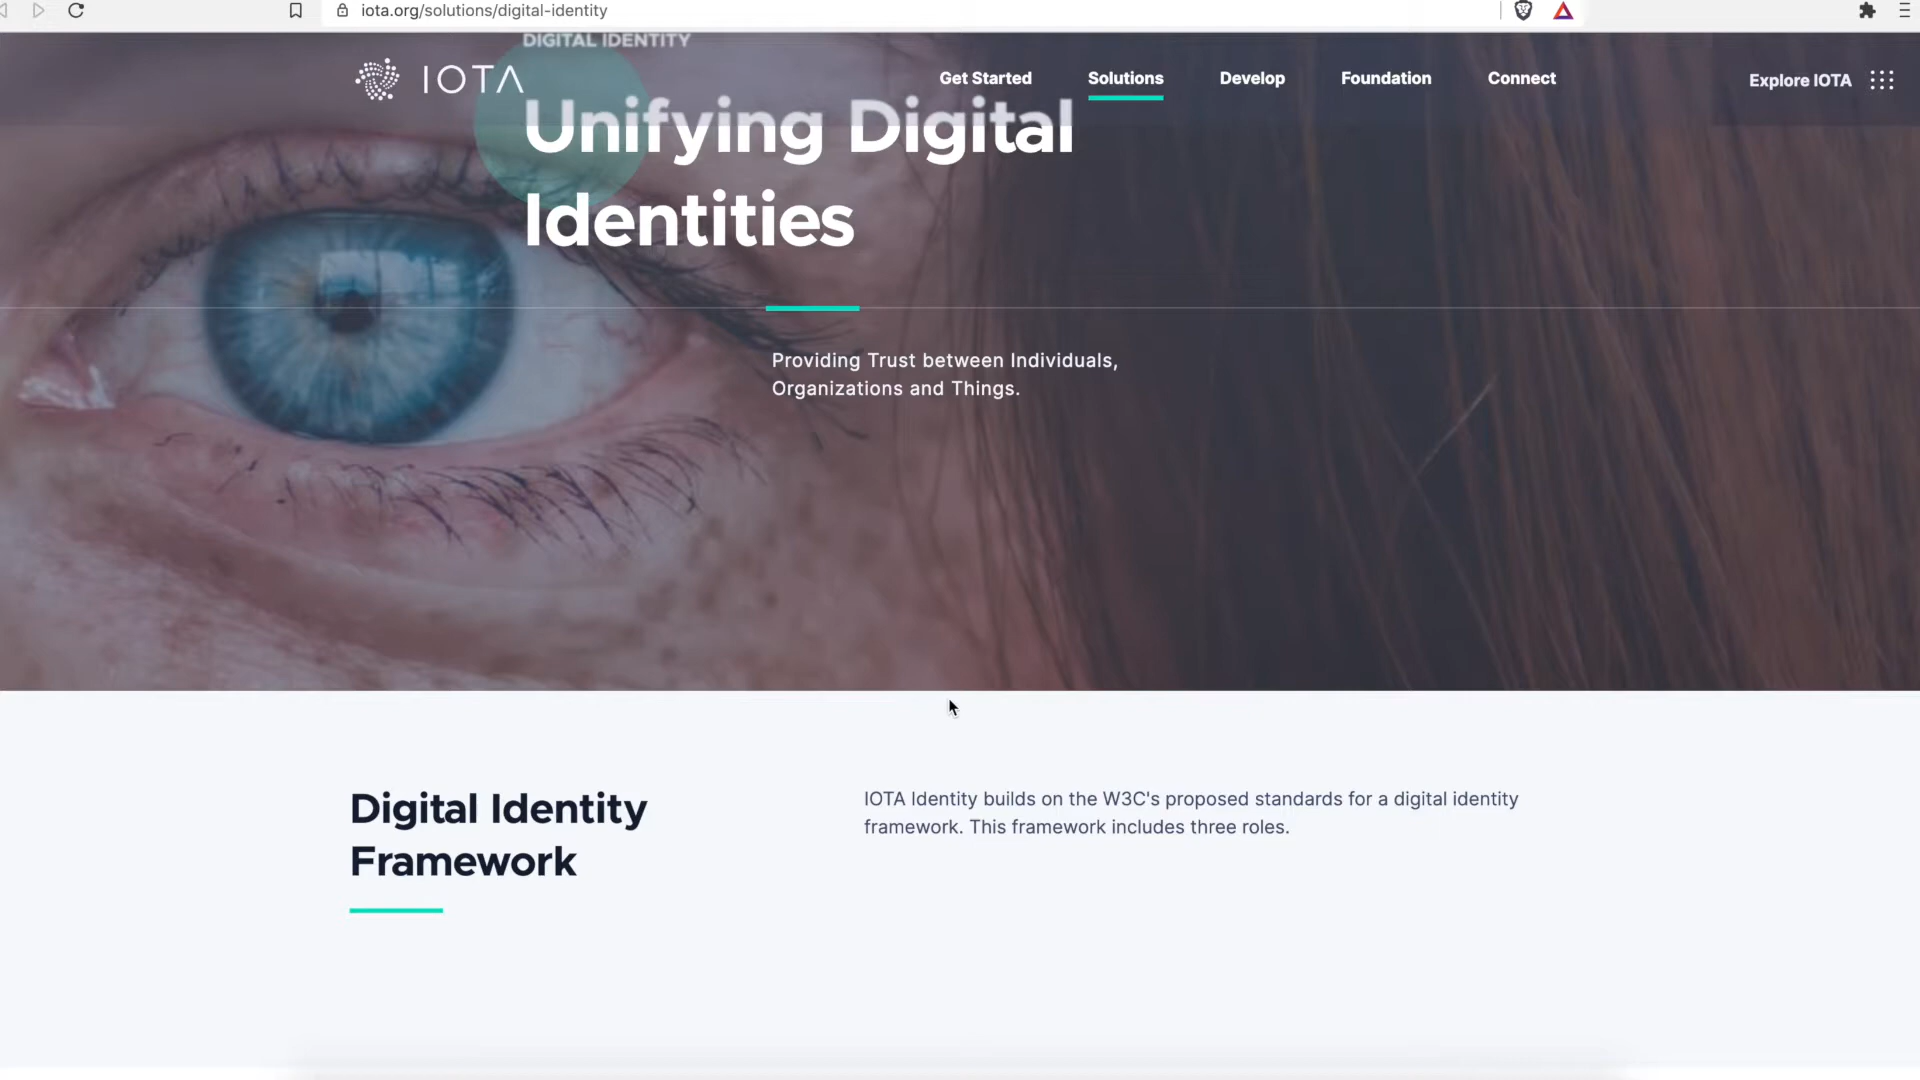 iota.org/solutions/digital-identity
DIGITAL IDENTITY
IOTA
Get Started
Solutions
Develop
Foundation
Connect
Explore IOTA
Unifying Digital
Identities
Providing Trust between Individuals,
Organizations and Things.
Digital Identity
Framework
IOTA Identity builds on the W3C's proposed standards for a digital identity
framework. This framework includes three roles.